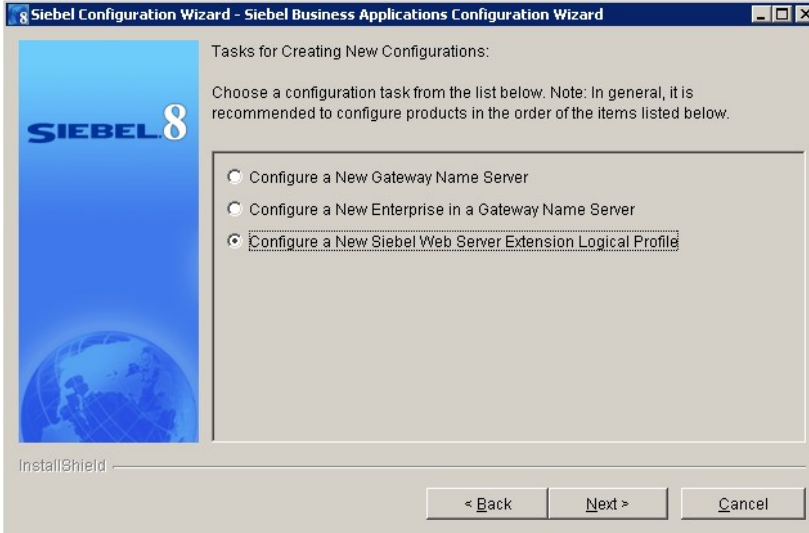 Siebel Configuration Wizard - Siebel Business Applications Configuration Wizard
Tasks for Creating New Configurations:
Choose a configuration task from the list below. Note: In general, it is
recommended to configure products in the order of the items listed below.
SIEBEL. 8
Configure a New Gateway Name Server
Configure a New Enterprise in a Gateway Name Server
Configure a New Siebel Web Server Extension Logical Profile
InstallShield
< Back
Next >
Cancel